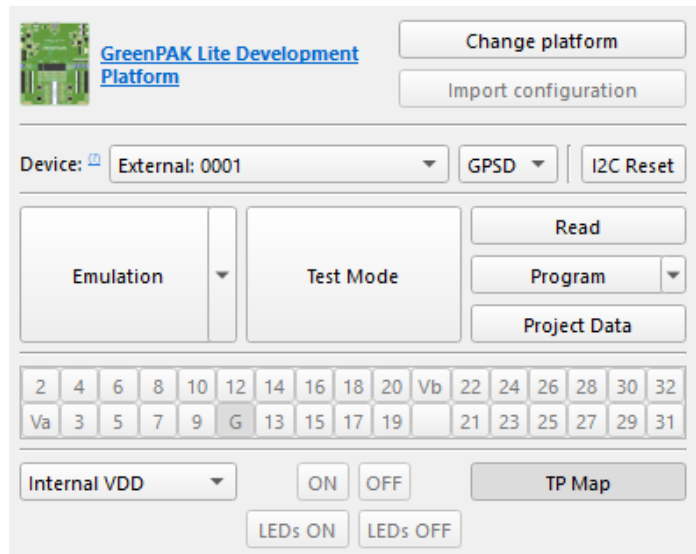 GreenPAK Lite Development
Platform
Change platform
Import configuration
Device: (?) External: 0001 GPSD I2C Reset
Emulation
Test Mode
Read
Program
Project Data
2 4 6 8 10 12 14 16 18 20 Vb 22 24 26 28 30 32
Va 3 5 7 9 G 13 15 17 19 21 23 25 27 29 31
Internal VDD ON OFF TP Map
LEDs ON LEDs OFF